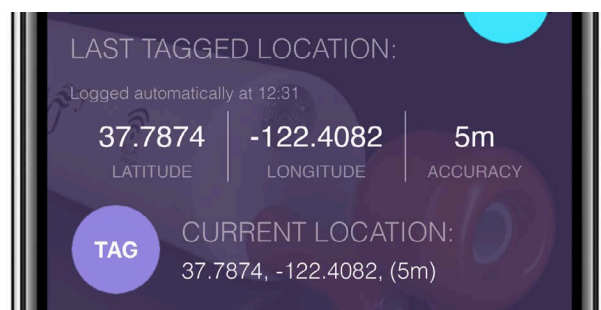 LAST TAGGED LOCATION:
Logged automatically at 12:31
37.7874 -122.4082 5m
LATITUDE LONGITUDE ACCURACY
TAG
CURRENT LOCATION:
37.7874, -122.4082, (5m)